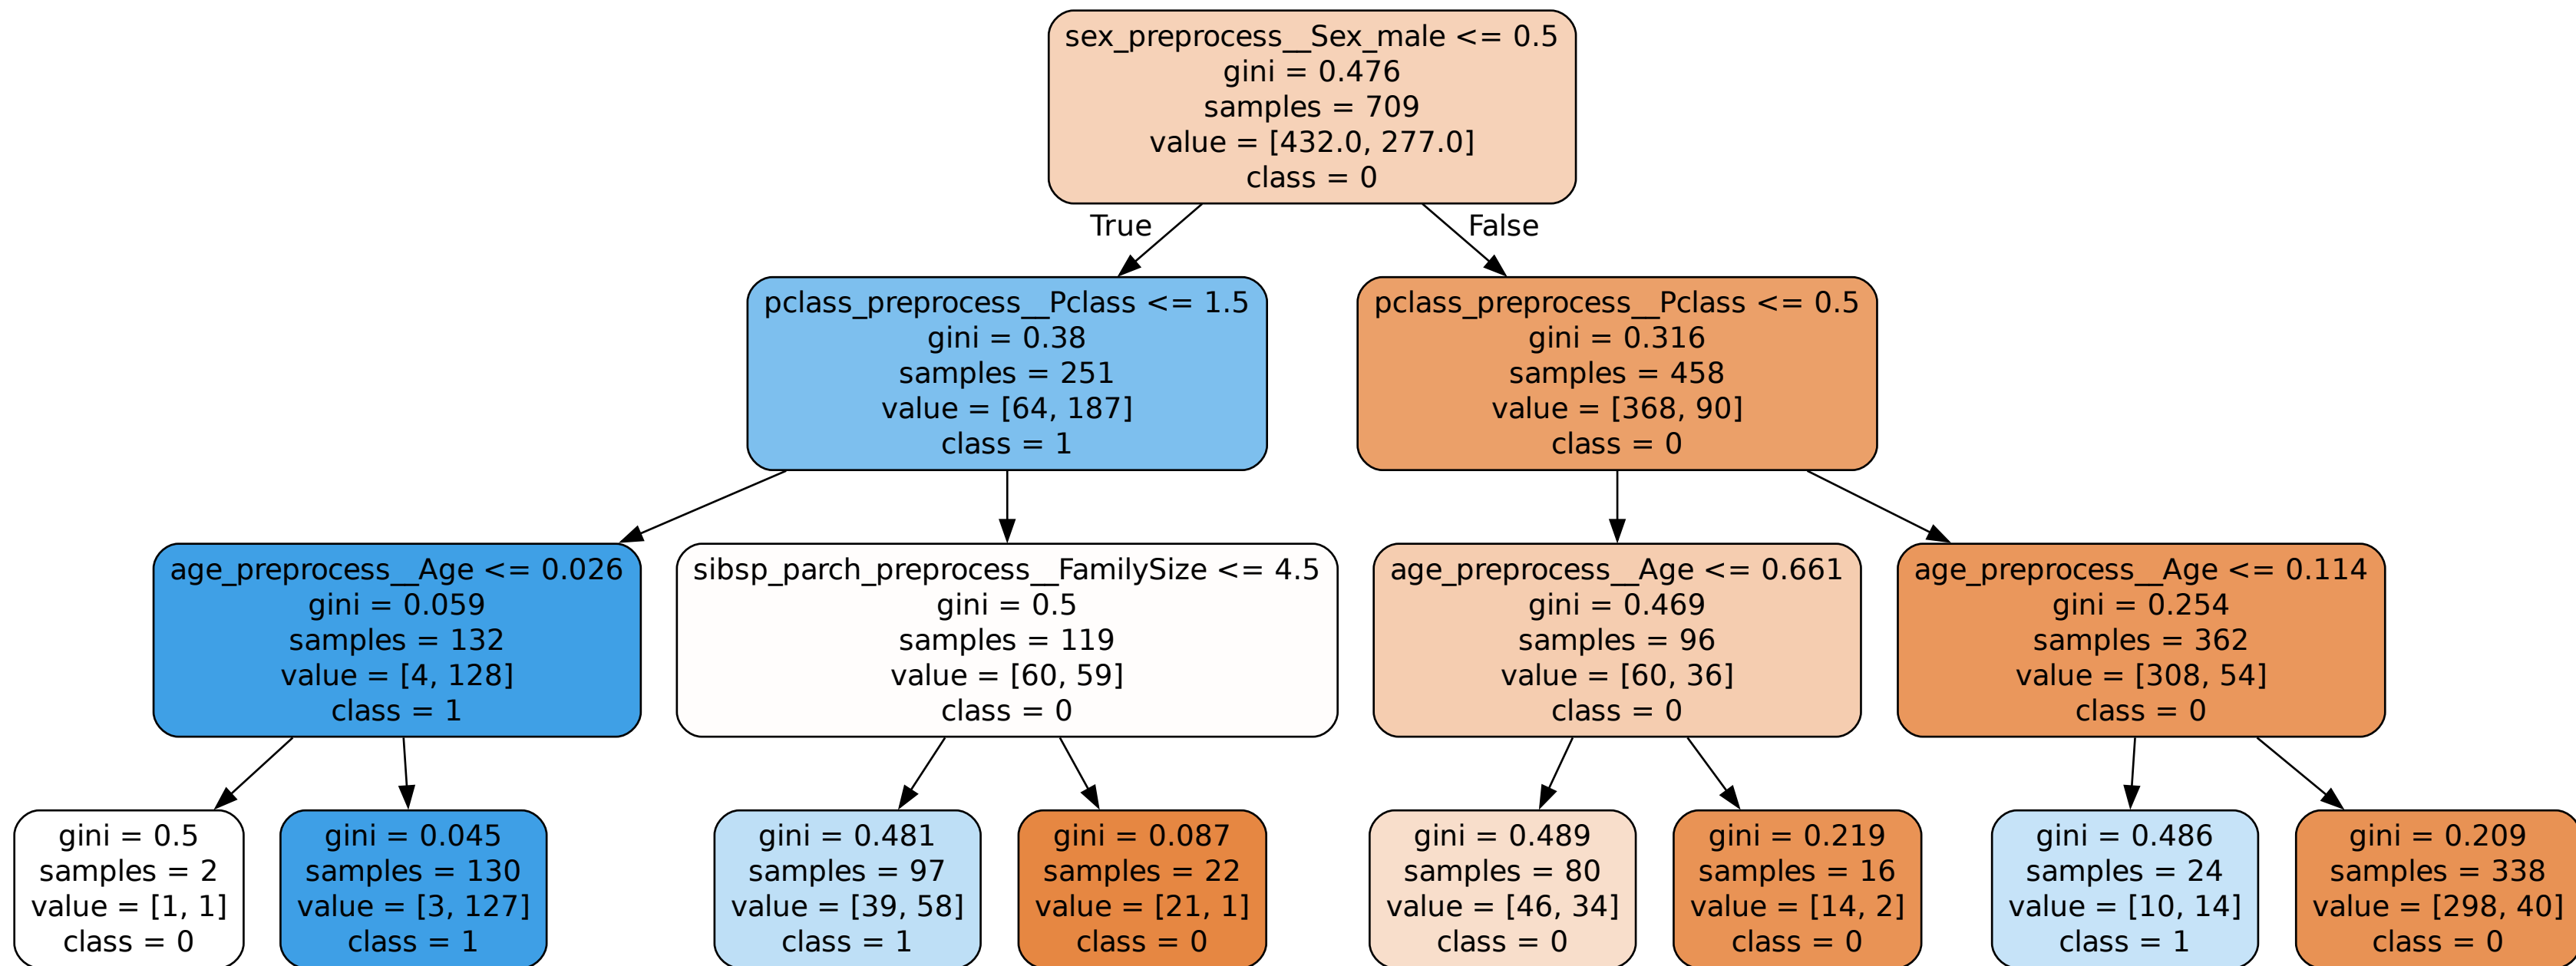 sex_preprocess__Sex_male <= 0.5
gini = 0.476
samples = 709
value = [432.0, 277.0]
class = 0
True
False
pclass_preprocess__Pclass <= 1.5
gini = 0.38
samples = 251
value = [64, 187]
class = 1
pclass_preprocess__Pclass <= 0.5
gini = 0.316
samples = 458
value = [368, 90]
class = 0
age_preprocess__Age <= 0.026
gini = 0.059
samples = 132
value = [4, 128]
class = 1
sibsp_parch_preprocess__FamilySize <= 4.5
gini = 0.5
samples = 119
value = [60, 59]
class = 0
age_preprocess__Age <= 0.661
gini = 0.469
samples = 96
value = [60, 36]
class = 0
age_preprocess__Age <= 0.114
gini = 0.254
samples = 362
value = [308, 54]
class = 0
gini = 0.5
samples = 2
value = [1, 1]
class = 0
gini = 0.045
samples = 130
value = [3, 127]
class = 1
gini = 0.481
samples = 97
value = [39, 58]
class = 1
gini = 0.087
samples = 22
value = [21, 1]
class = 0
gini = 0.489
samples = 80
value = [46, 34]
class = 0
gini = 0.219
samples = 16
value = [14, 2]
class = 0
gini = 0.486
samples = 24
value = [10, 14]
class = 1
gini = 0.209
samples = 338
value = [298, 40]
class = 0